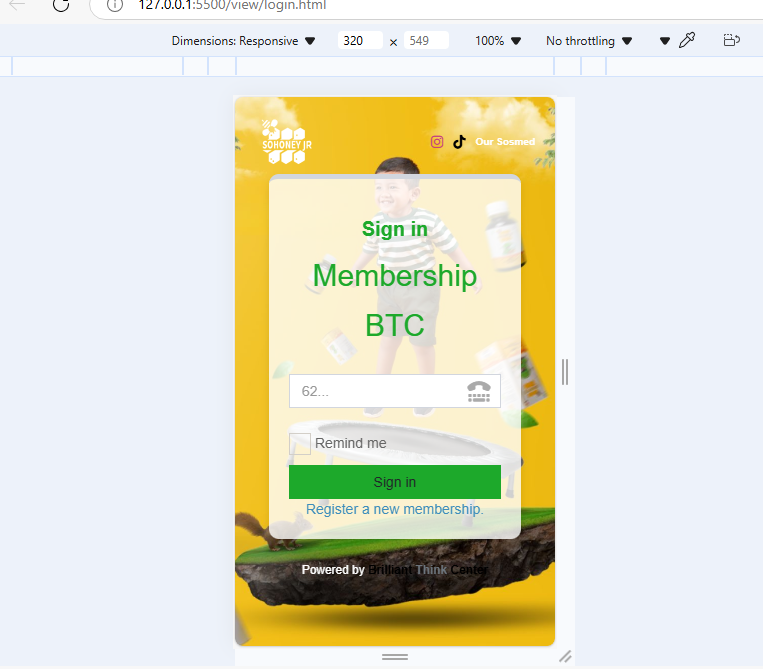 127.0.0.1:5500/view/login.html
Dimensions: Responsive 320 x 549 100% No throttling
SOHONEY JR
Our Sosmed
Sign in
Membership
BTC
62...
Remind me
Sign in
Register a new membership.
Powered by Brilliant Think Center